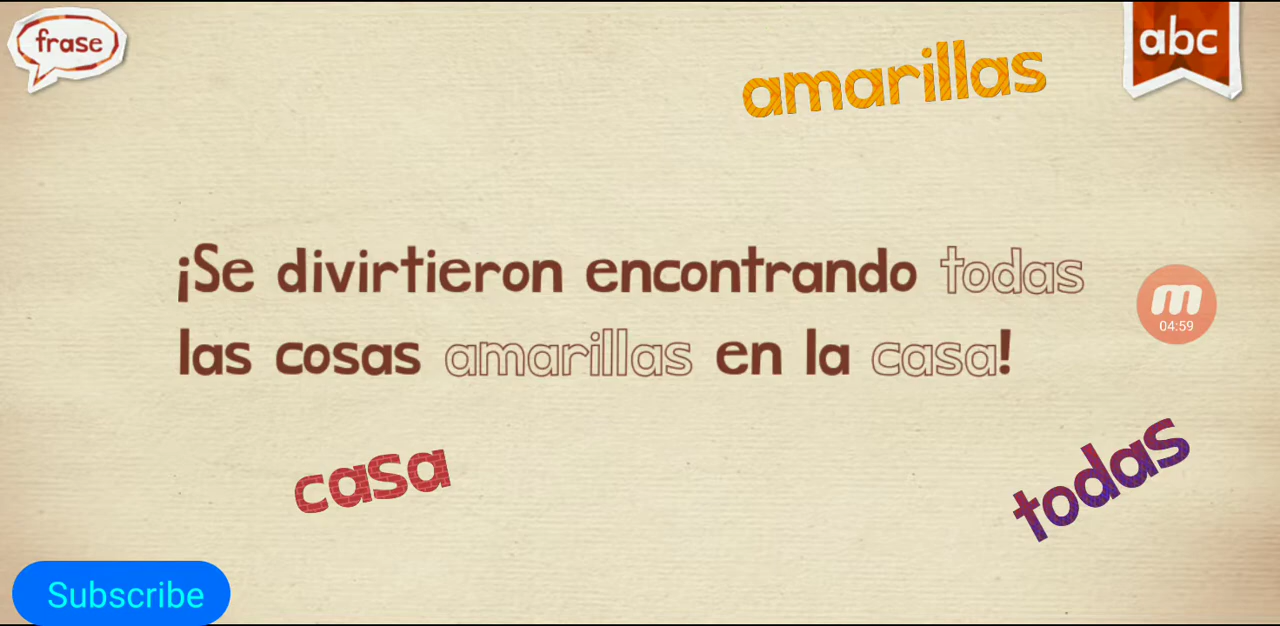 frase
abc
amarillas
¡Se divirtieron encontrando todas
las cosas amarillas en la casa!
m
04:59
casa
todas
Subscribe